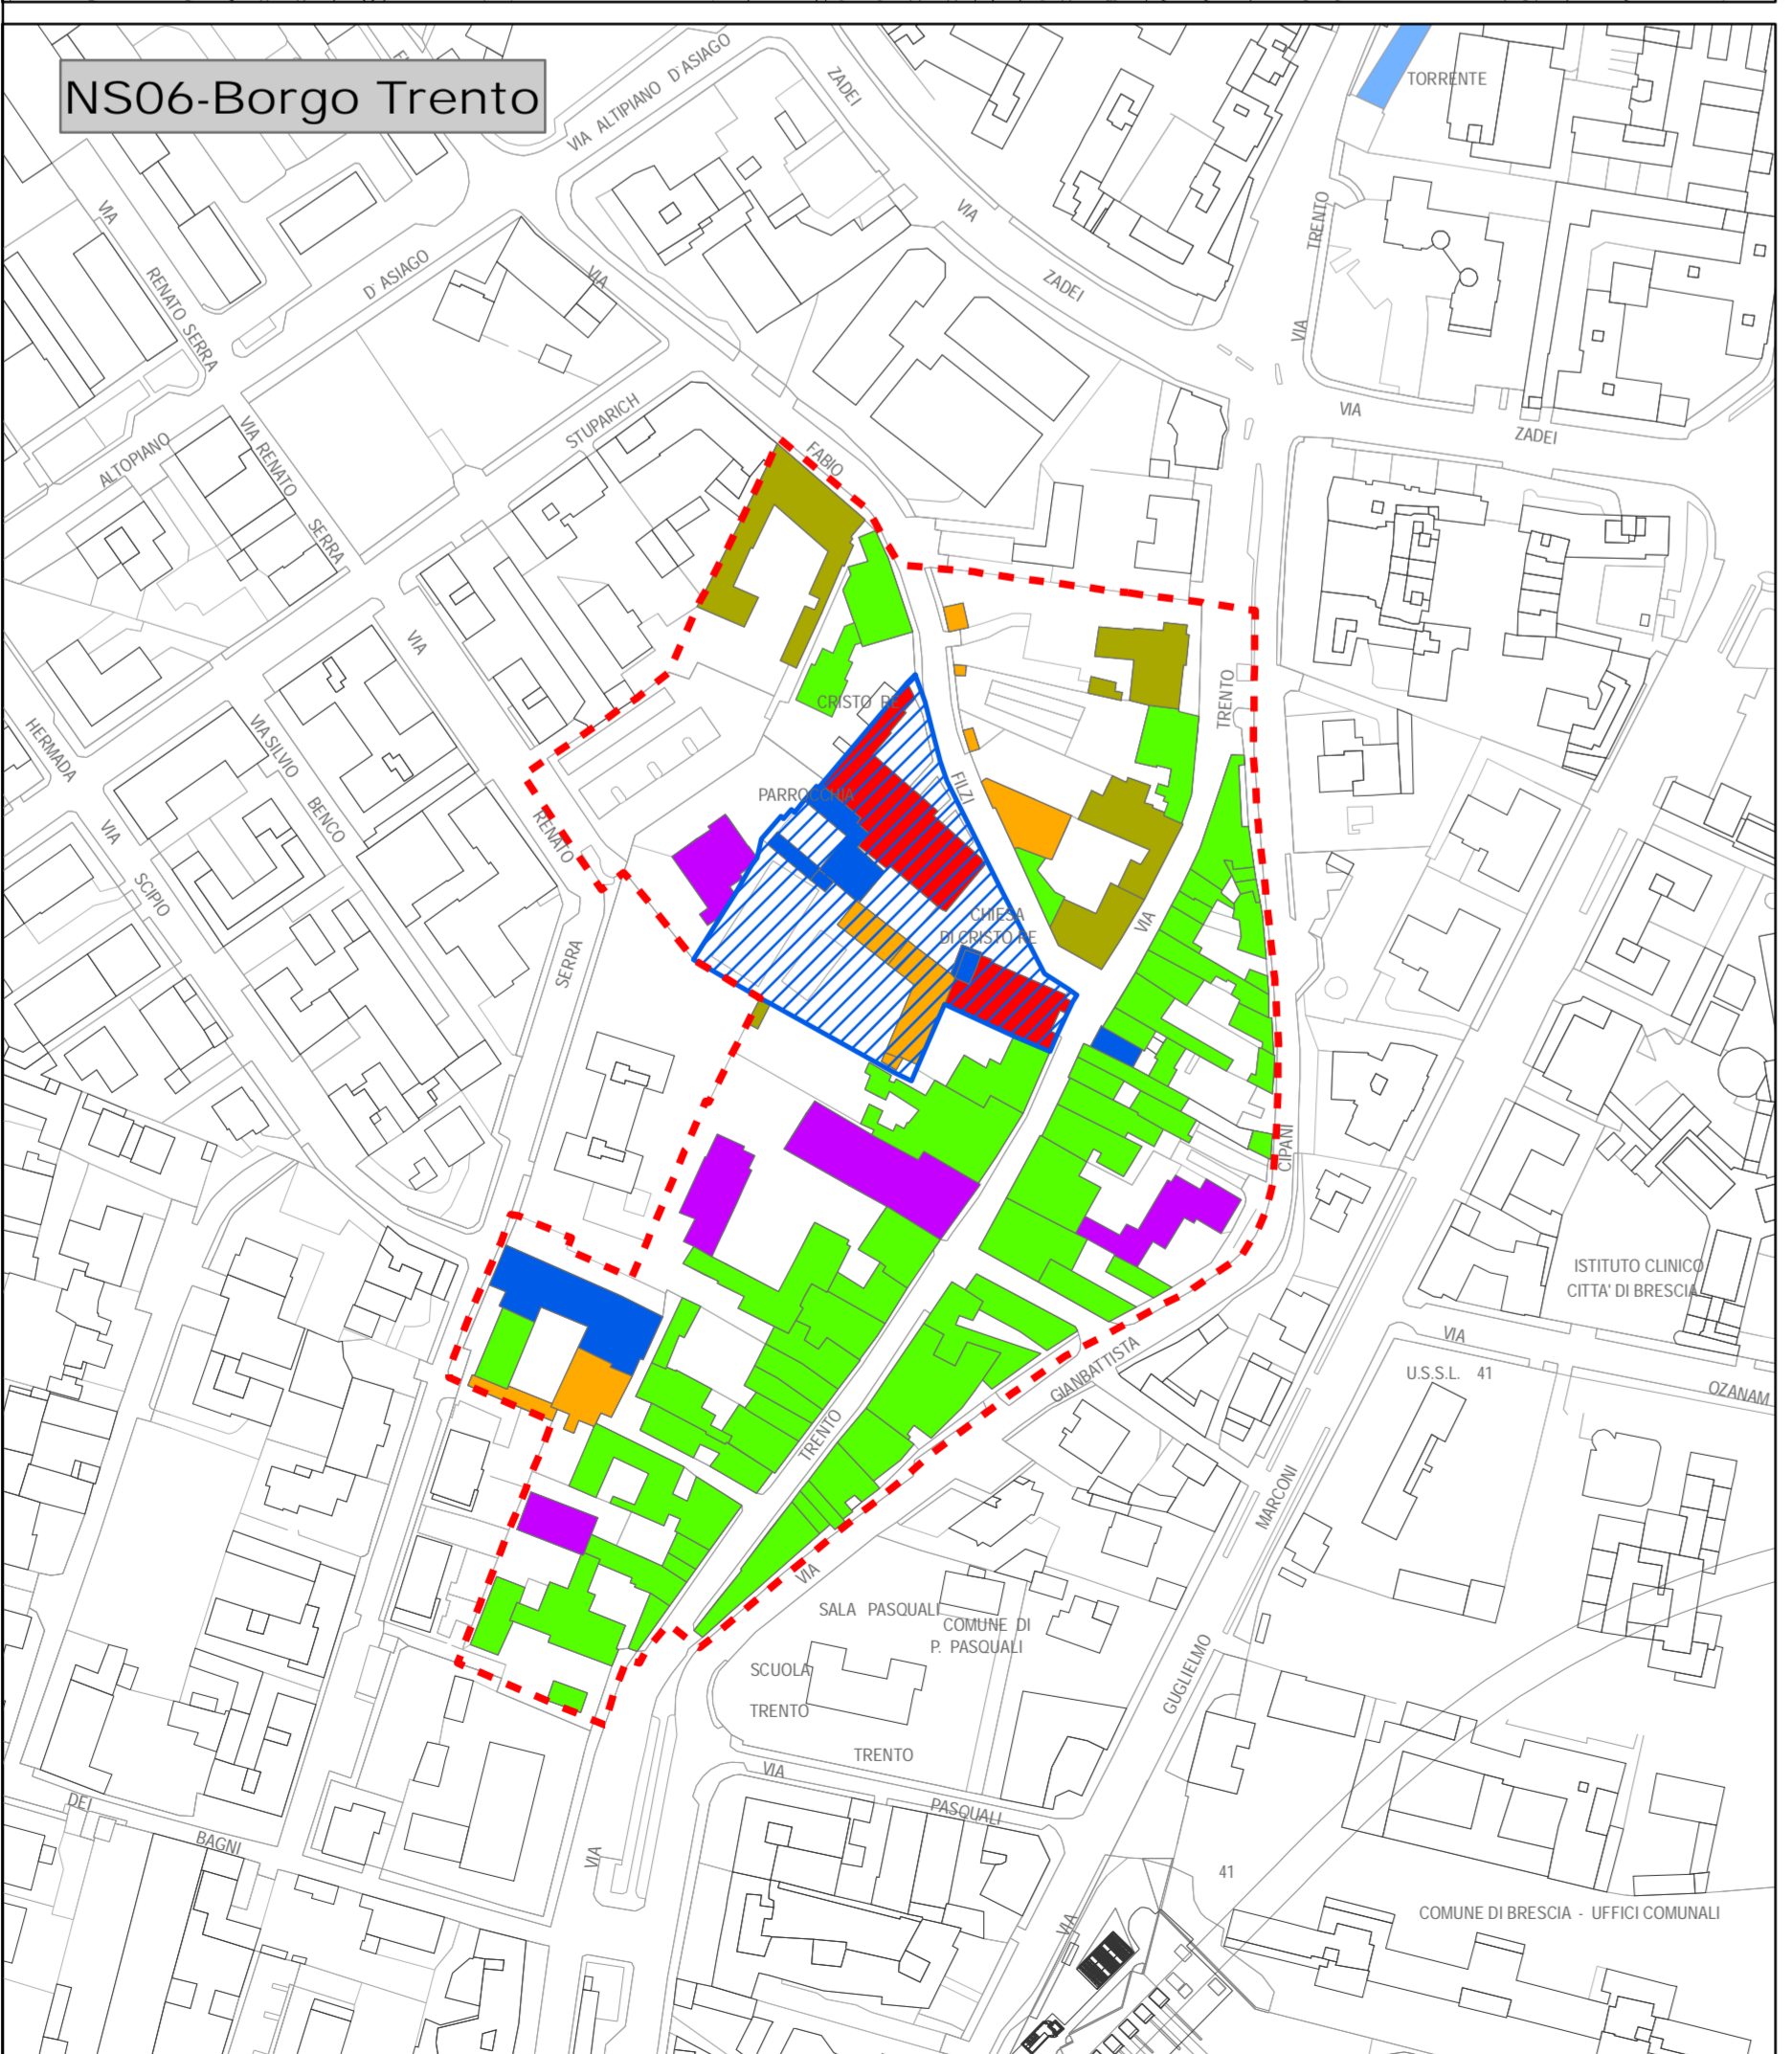 NS06-Borgo Trento
VIA ALTIPIANO D'ASIAGO
ZADEI
TORRENTE
VIA
RENATO SERRA
D'ASIAGO
VIA
VIA
ZADEI
TRENTO
VIA
VIA
ZADEI
ALTOPIANO
VIA RENATO
SERRA
STUPARICH
FABIO
VIA
HERMADA
VIA SILVIO
BENCO
VIA
SCIPIO
RENATO
SERRA
CRISTO RE
TRENTO
PARROCCHIA
FILZI
CHIESA
DI CRISTO RE
VIA
CIPANI
ISTITUTO CLINICO
CITTA' DI BRESCIA
VIA
OZANAM
U.S.S.L. 41
GIANBATTISTA
TRENTO
MARCONI
VIA
SALA PASQUALI
COMUNE DI
P. PASQUALI
SCUOLA
TRENTO
GUGLIELMO
TRENTO
VIA
PASQUALI
DEI
BAGNI
VIA
41
VIA
COMUNE DI BRESCIA - UFFICI COMUNALI